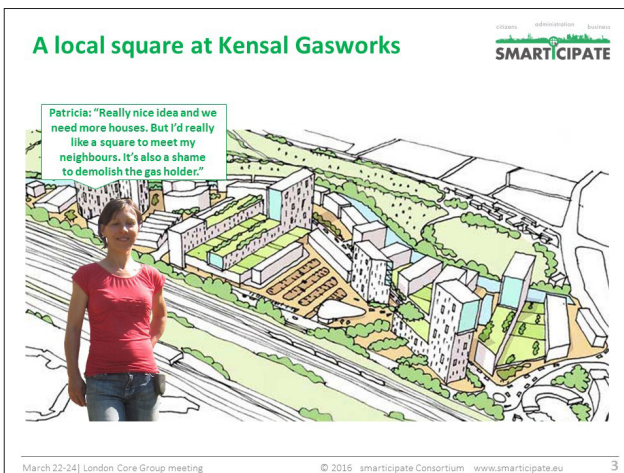 A local square at Kensal Gasworks
citizens administration business
SMARTICIPATE
Patricia: “Really nice idea and we
need more houses. But I’d really
like a square to meet my
neighbours. It’s also a shame
to demolish the gas holder.”
March 22-24| London Core Group meeting
© 2016 smarticipate Consortium www.smarticipate.eu
3